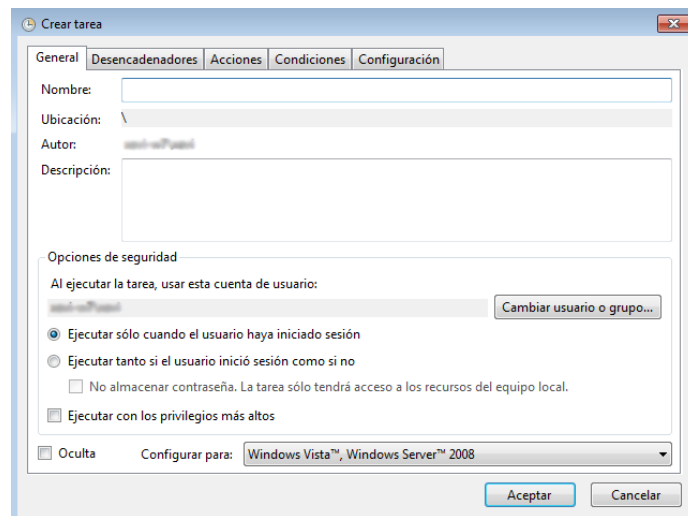 Crear tarea
General Desencadenadores Acciones Condiciones Configuración
Nombre:
Ubicación: \
Autor:
Descripción:
Opciones de seguridad
Al ejecutar la tarea, usar esta cuenta de usuario:
Cambiar usuario o grupo...
Ejecutar sólo cuando el usuario haya iniciado sesión
Ejecutar tanto si el usuario inició sesión como si no
No almacenar contraseña. La tarea sólo tendrá acceso a los recursos del equipo local.
Ejecutar con los privilegios más altos
Oculta Configurar para: Windows Vista™, Windows Server™ 2008
Aceptar Cancelar